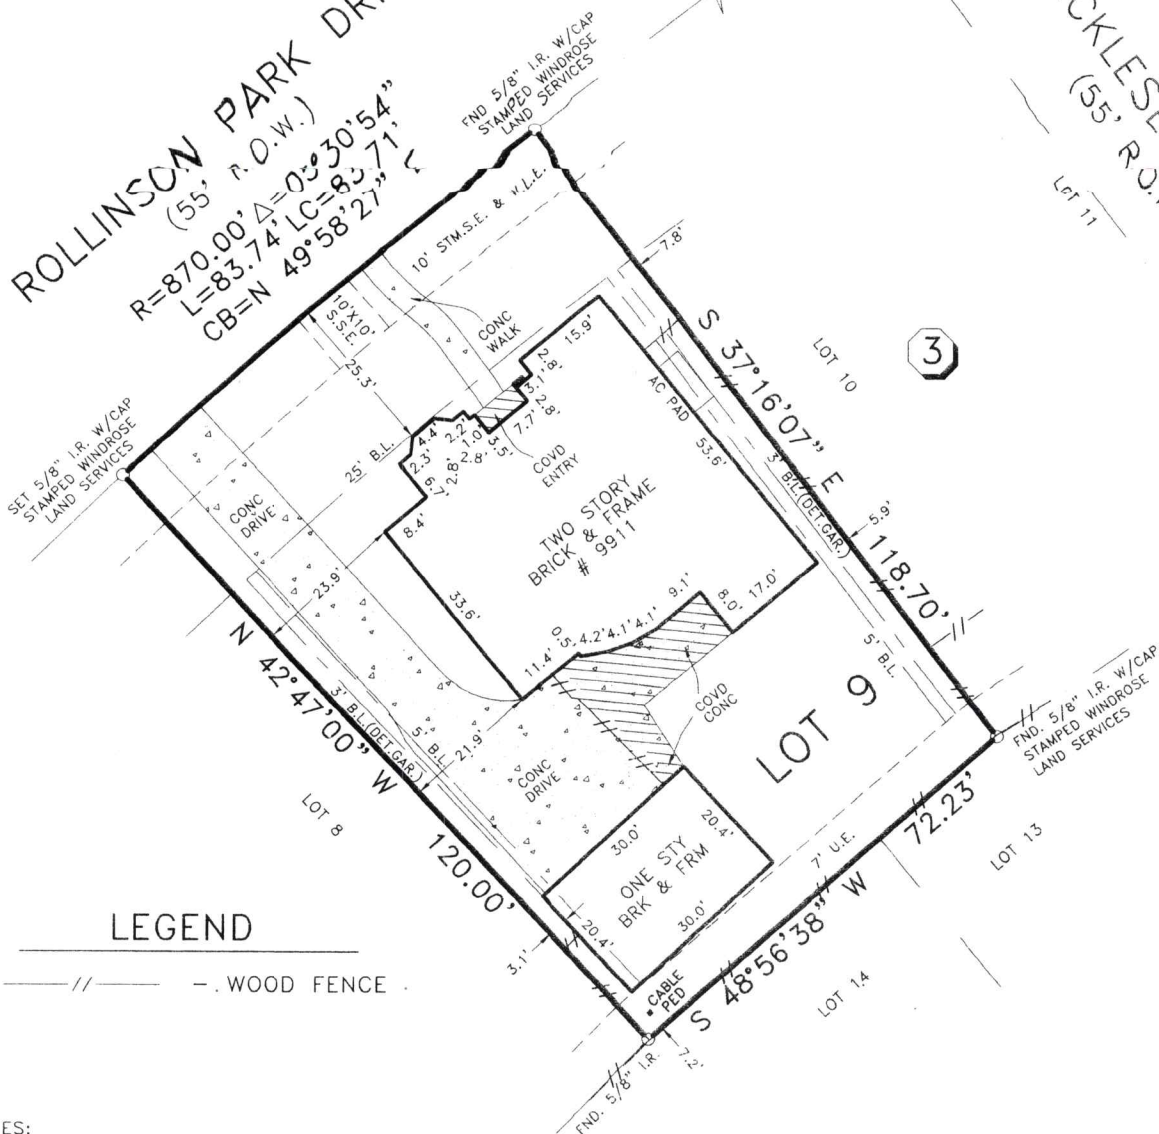 ROLLINSON PARK
(55' R.O.W.)
R=870.00' △=05°30'54"
L=83.74' LC=83.71'
CB=N 49°58'27"
(55' R.O.
LOT 11
FND 5/8" I.R. W/CAP
STAMPED WINDROSE
LAND SERVICES
10' STM.S.E. & W.L.E.
7.8'
10'X10'
S.S.E.
25.3'
CONC
WALK
15.9'
2.8'
3.1'
2.8'
7.7'
3.5
1.0'
2.8'
2.2'
4.4'
2.3'
2.8'
6.7'
8.4'
COVD
ENTRY
AC PAD
53.6'
S 37°16'07" E 118.70'
LOT 10
3
3' B.L.(DET.GAR.)
5.9'
5' B.L.
25' B.L.
SET 5/8" I.R. W/CAP
STAMPED WINDROSE
LAND SERVICES
CONC
DRIVE
23.9'
TWO STORY
BRICK & FRAME
# 9911
33.6'
11.4'
0.5'
4.2'
4.1'
4.1'
9.1'
8.0'
17.0'
N 42°47'00" W 120.00'
3' B.L.(DET.GAR.)
5' B.L.
21.9'
COVD
CONC
CONC
DRIVE
LOT 9
LOT 8
FND. 5/8" I.R. W/CAP
STAMPED WINDROSE
LAND SERVICES
30.0'
20.4'
ONE STY
BRK & FRM
30.0'
20.4'
3.1'
7' U.E.
S 48°56'38" W 72.23'
LOT 13
LOT 14
CABLE
PED
7.2'
FND. 5/8" I.R.
LEGEND
—//— - WOOD FENCE
ES: